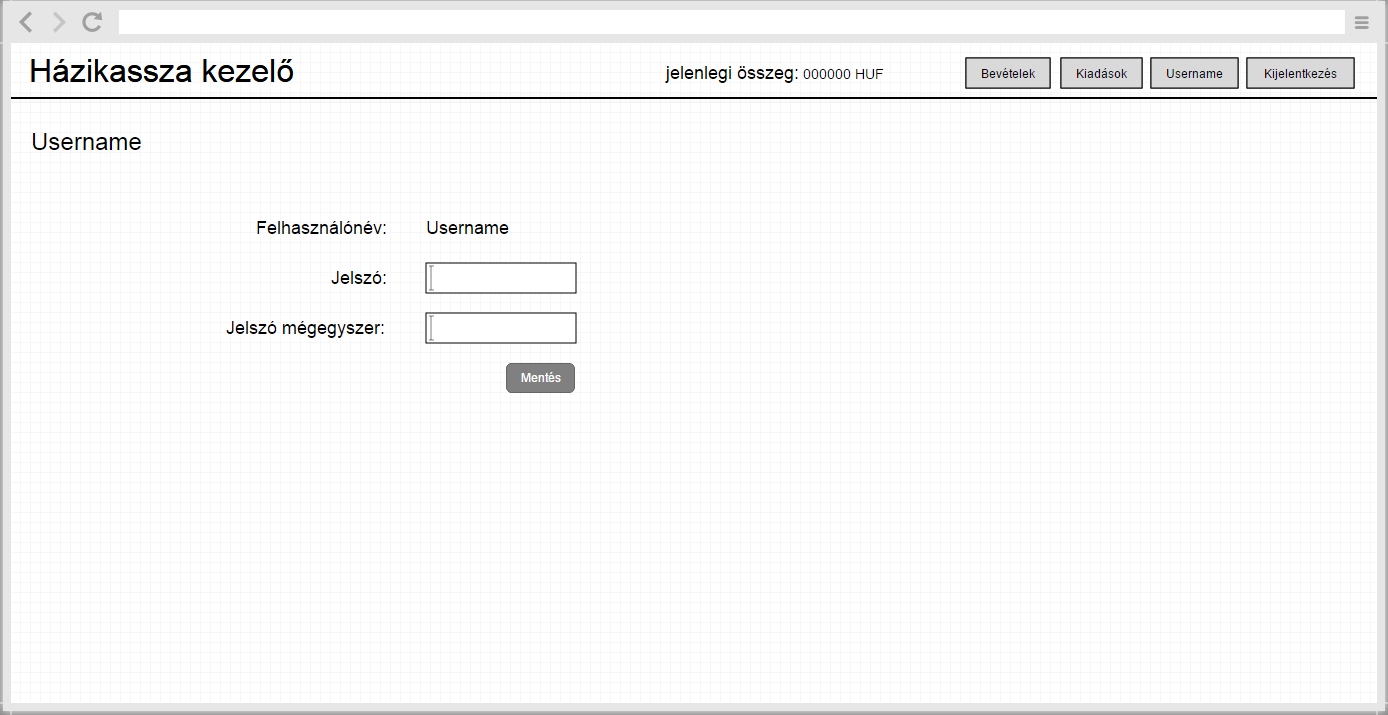 Házikassza kezelő
jelenlegi összeg: 000000 HUF
Bevételek
Kiadások
Username
Kijelentkezés
Username
Felhasználónév: Username
Jelszó:
Jelszó mégegyszer:
Mentés